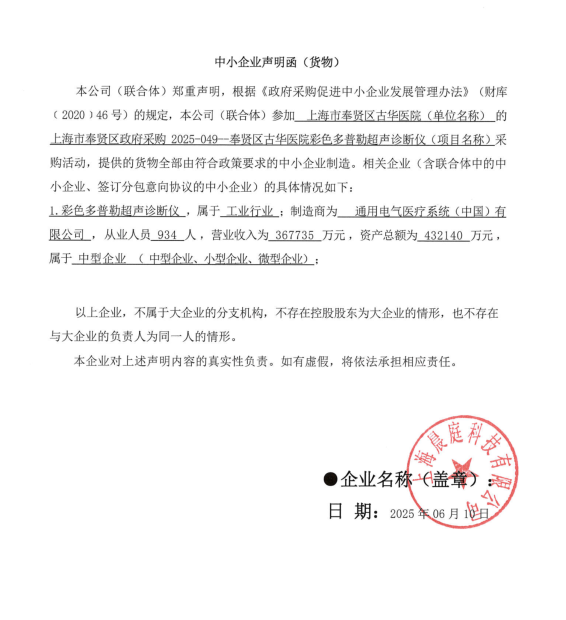 中小企业声明函（货物）
本公司（联合体）郑重声明，根据《政府采购促进中小企业发展管理办法》（财库
﹝2020﹞46 号）的规定，本公司（联合体）参加 上海市奉贤区古华医院（单位名称）的
上海市奉贤区政府采购 2025-049--奉贤区古华医院彩色多普勒超声诊断仪（项目名称）采
购活动，提供的货物全部由符合政策要求的中小企业制造。相关企业（含联合体中的中
小企业、签订分包意向协议的中小企业）的具体情况如下：
1.彩色多普勒超声诊断仪 ，属于 工业行业 ；制造商为 通用电气医疗系统（中国）有
限公司 ，从业人员 934 人，营业收入为 367735 万元，资产总额为 432140 万元，
属于 中型企业 （ 中型企业、小型企业、微型企业）；
以上企业，不属于大企业的分支机构，不存在控股股东为大企业的情形，也不存在
与大企业的负责人为同一人的情形。
本企业对上述声明内容的真实性负责。如有虚假，将依法承担相应责任。
●企业名称（盖章）：
日 期： 2025 年 06 月 10 日
上海晨庭科技有限公司